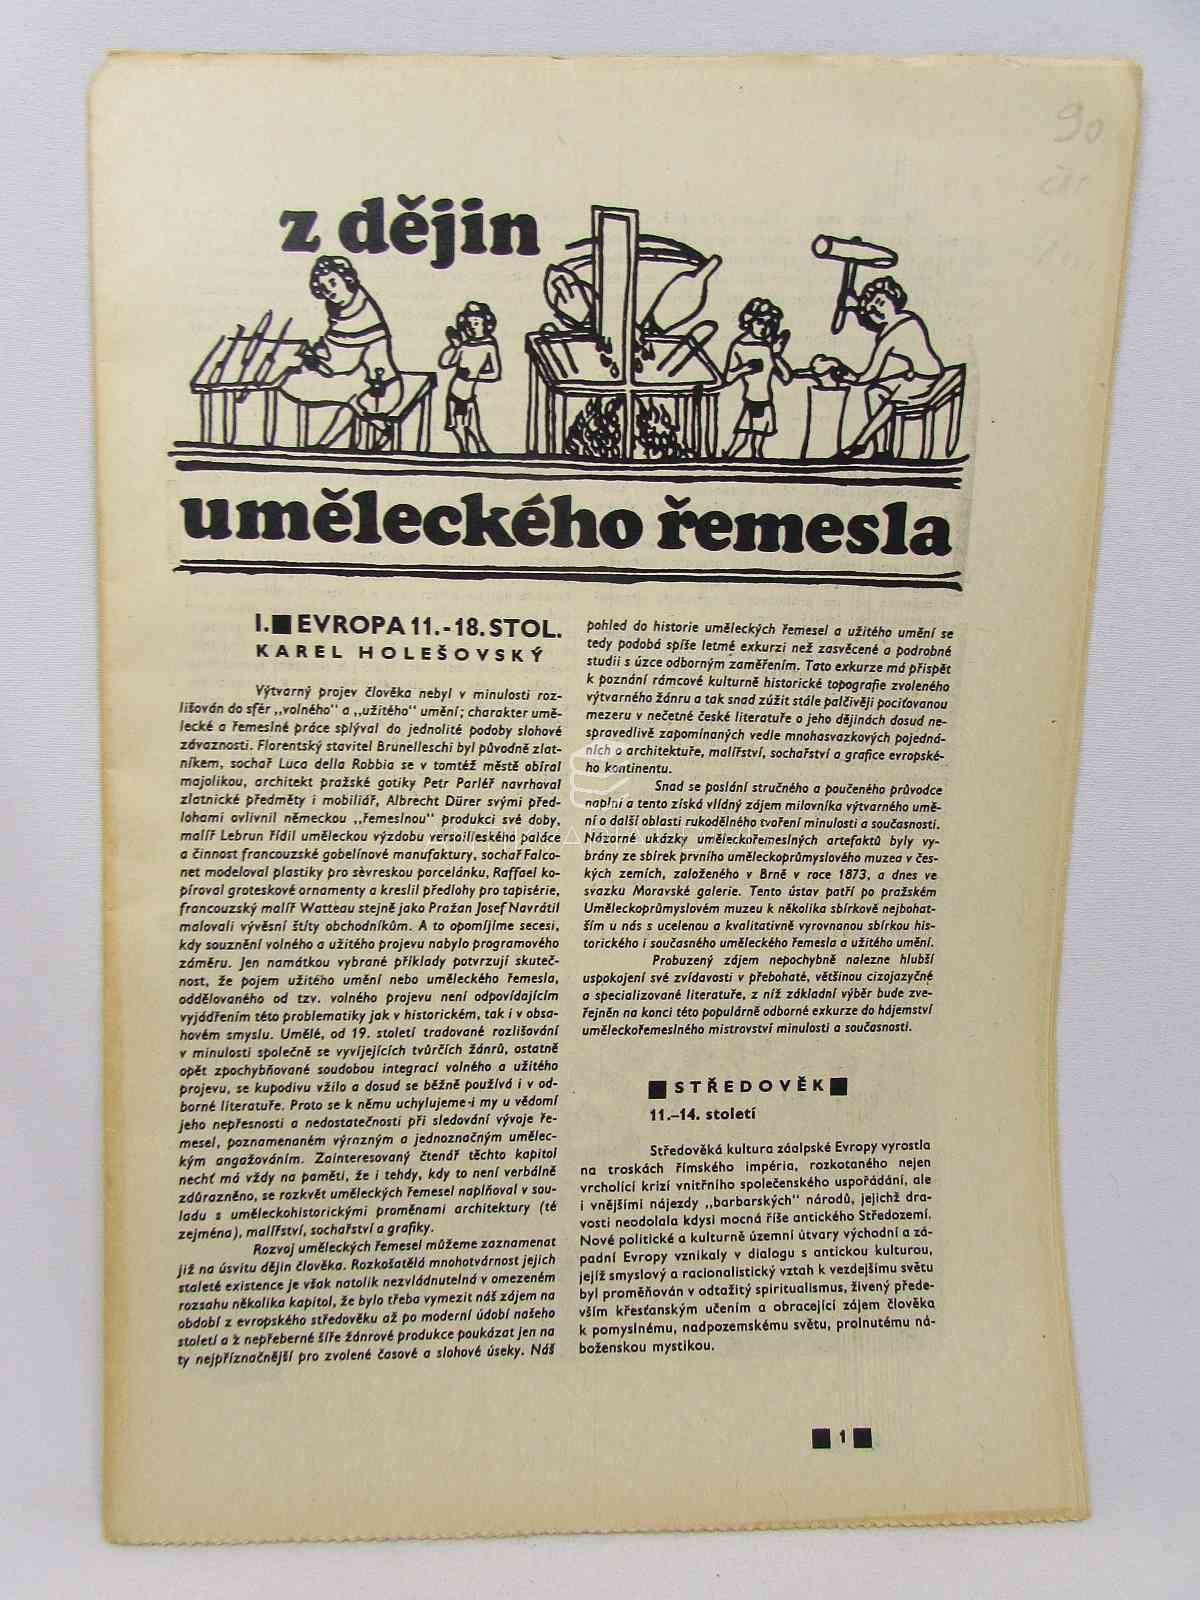 90
z dějin
uměleckého řemesla
I. ■ EVROPA 11.-18. STOL.
KAREL HOLEŠOVSKÝ
Výtvarný projev člověka nebyl v minulosti roz-
lišován do sfér „volného" a „užitého" umění; charakter umě-
lecké a řemeslné práce splýval do jednolité podoby slohové
závaznosti. Florentský stavitel Brunelleschi byl původně zlat-
níkem, sochař Luca della Robbia se v tomtéž městě obíral
majolikou, architekt pražské gotiky Petr Parléř navrhoval
zlatnické předměty i mobiliář, Albrecht Dürer svými před-
lohami ovlivnil německou „řemeslnou" produkci své doby,
malíř Lebrun řídil uměleckou výzdobu versailleského paláce
a činnost francouzské gobelínové manufaktury, sochař Falco-
net modeloval plastiky pro sèvreskou porcelánku, Raffael ko-
píroval groteskové ornamenty a kreslil předlohy pro tapisérie,
francouzský malíř Watteau stejně jako Pražan Josef Navrátil
malovali vývěsní štíty obchodníkům. A to opomíjíme secesi,
kdy souznění volného a užitého projevu nabylo programového
záměru. Jen namátkou vybrané příklady potvrzují skuteč-
nost, že pojem užitého umění nebo uměleckého řemesla,
oddělovaného od tzv. volného projevu není odpovídajícím
vyjádřením této problematiky jak v historickém, tak i v obsa-
hovém smyslu. Umělé, od 19. století tradované rozlišování
v minulosti společně se vyvíjejících tvůrčích žánrů, ostatně
opět zpochybňované soudobou integrací volného a užitého
projevu, se kupodivu vžilo a dosud se běžně používá i v od-
borné literatuře. Proto se k němu uchylujeme i my u vědomí
jeho nepřesnosti a nedostatečnosti při sledování vývoje ře-
mesel, poznamenaném výrazným a jednoznačným umělec-
kým angažováním. Zainteresovaný čtenář těchto kapitol
nechť má vždy na paměti, že i tehdy, kdy to není verbálně
zdůrazněno, se rozkvět uměleckých řemesel naplňoval v sou-
ladu s uměleckohistorickými proměnami architektury (té
zejména), malířství, sochařství a grafiky.
Rozvoj uměleckých řemesel můžeme zaznamenat
již na úsvitu dějin člověka. Rozkošatělá mnohotvárnost jejich
staleté existence je však natolik nezvládnutelná v omezeném
rozsahu několika kapitol, že bylo třeba vymezit náš zájem na
období z evropského středověku až po moderní údobí našeho
století a z nepřeberné šíře žánrové produkce poukázat jen na
ty nejpříznačnější pro zvolené časové a slohové úseky. Náš
pohled do historie uměleckých řemesel a užitého umění se
tedy podobá spíše letmé exkurzi než zasvěcené a podrobné
studii s úzce odborným zaměřením. Tato exkurze má přispět
k poznání rámcové kulturně historické topografie zvoleného
výtvarného žánru a tak snad zúžit stále palčivěji pociťovanou
mezeru v nečetné české literatuře o jeho dějinách dosud ne-
spravedlivě zapomínaných vedle mnohasvazkových pojedná-
ních o architektuře, malířství, sochařství a grafice evropské-
ho kontinentu.
Snad se poslání stručného a poučeného průvodce
naplní a tento získá vlídný zájem milovníka výtvarného umě-
ní o další oblasti rukodělného tvoření minulosti a současnosti.
Názorné ukázky uměleckořemeslných artefaktů byly vy-
brány ze sbírek prvního uměleckoprůmyslového muzea v čes-
kých zemích, založeného v Brně v roce 1873, a dnes ve
svazku Moravské galerie. Tento ústav patří po pražském
Uměleckoprůmyslovém muzeu k několika sbírkově nejbohat-
ším u nás s ucelenou a kvalitativně vyrovnanou sbírkou his-
torického i současného uměleckého řemesla a užitého umění.
Probuzený zájem nepochybně nalezne hlubší
uspokojení své zvídavosti v přebohaté, většinou cizojazyčné
a specializované literatuře, z níž základní výběr bude zve-
řejněn na konci této populárně odborné exkurze do hájemství
uměleckořemeslného mistrovství minulosti a současnosti.
■ STŘEDOVĚK ■
11.–14. století
Středověká kultura záalpské Evropy vyrostla
na troskách římského impéria, rozkotaného nejen
vrcholící krizí vnitřního společenského uspořádání, ale
i vnějšími nájezdy „barbarských" národů, jejichž dra-
vosti neodolala kdysi mocná říše antického Středozemí.
Nové politické a kulturně územní útvary východní a zá-
padní Evropy vznikaly v dialogu s antickou kulturou,
jejíž smyslový a racionalistický vztah k vezdejšímu světu
byl proměňován v odtažitý spiritualismus, živený přede-
vším křesťanským učením a obracející zájem člověka
k pomyslnému, nadpozemskému světu, prolnutému ná-
boženskou mystikou.
■ 1 ■